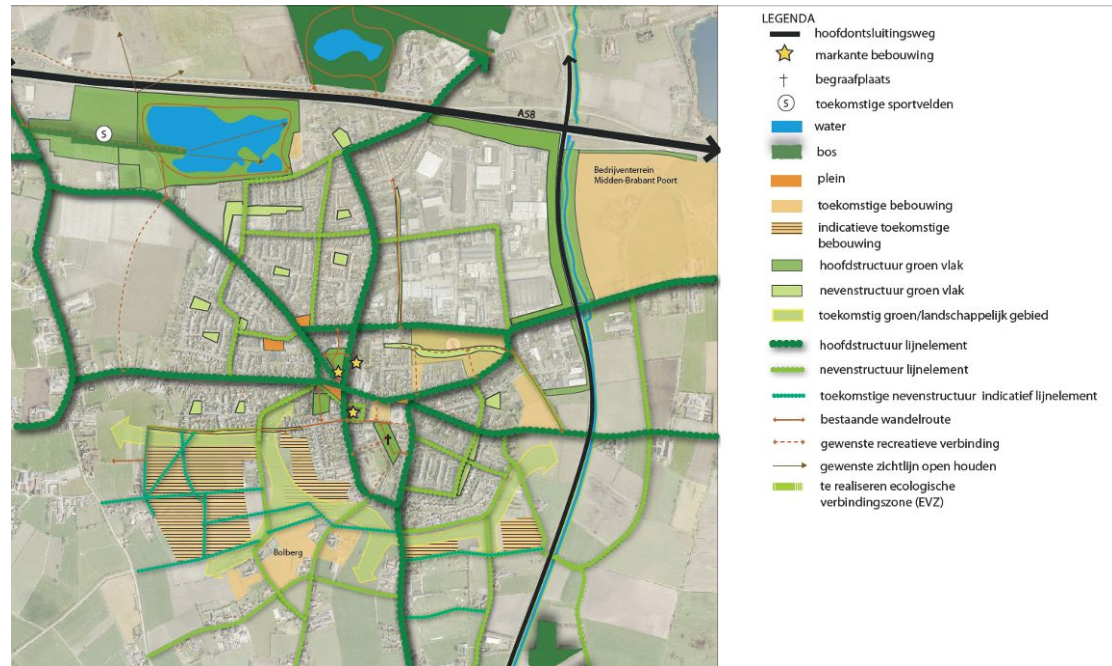 A58
S
Bedrijventerrein
Midden-Brabant Poort
S
Bolberg
LEGENDA
hoofdontsluitingsweg
markante bebouwing
begraafplaats
S toekomstige sportvelden
water
bos
plein
toekomstige bebouwing
indicatieve toekomstige
bebouwing
hoofdstructuur groen vlak
nevenstructuur groen vlak
toekomstig groen/landschappelijk gebied
hoofdstructuur lijnelement
nevenstructuur lijnelement
toekomstige nevenstructuur indicatief lijnelement
bestaande wandelroute
gewenste recreatieve verbinding
gewenste zichtlijn open houden
te realiseren ecologische
verbindingzone (EVZ)